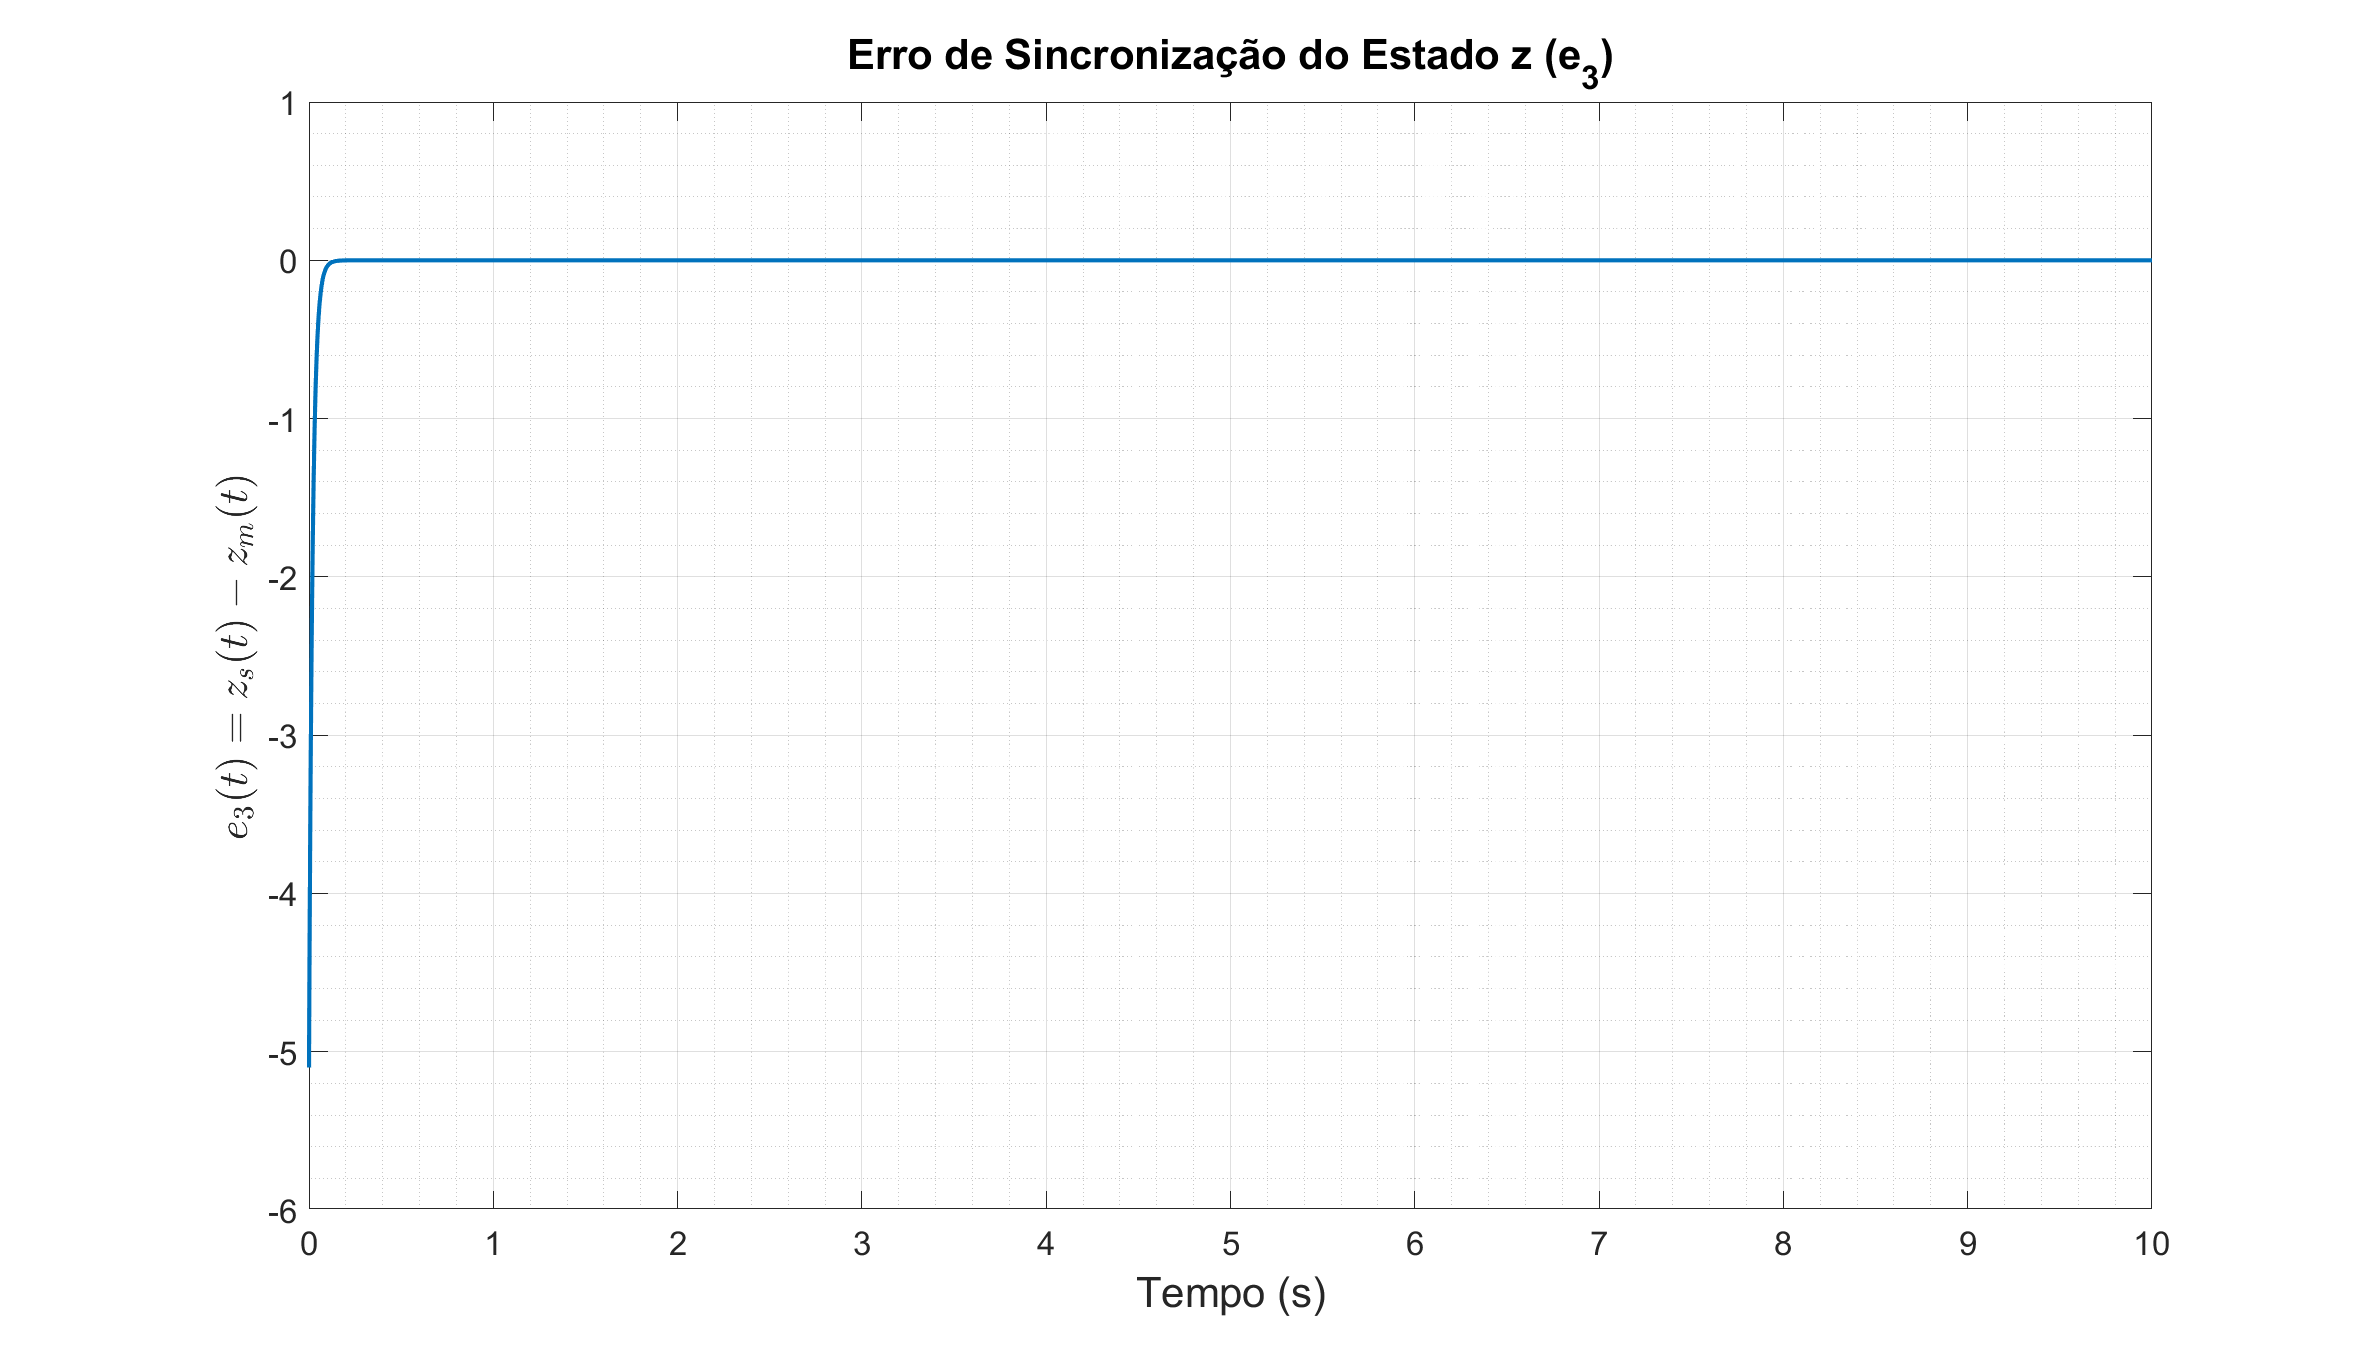 Erro de Sincronização do Estado z (e₃)
1
0
-1
-2
-3
-4
-5
-6
e₃(t) = zₛ(t) − zₘ(t)
0 1 2 3 4 5 6 7 8 9 10
Tempo (s)